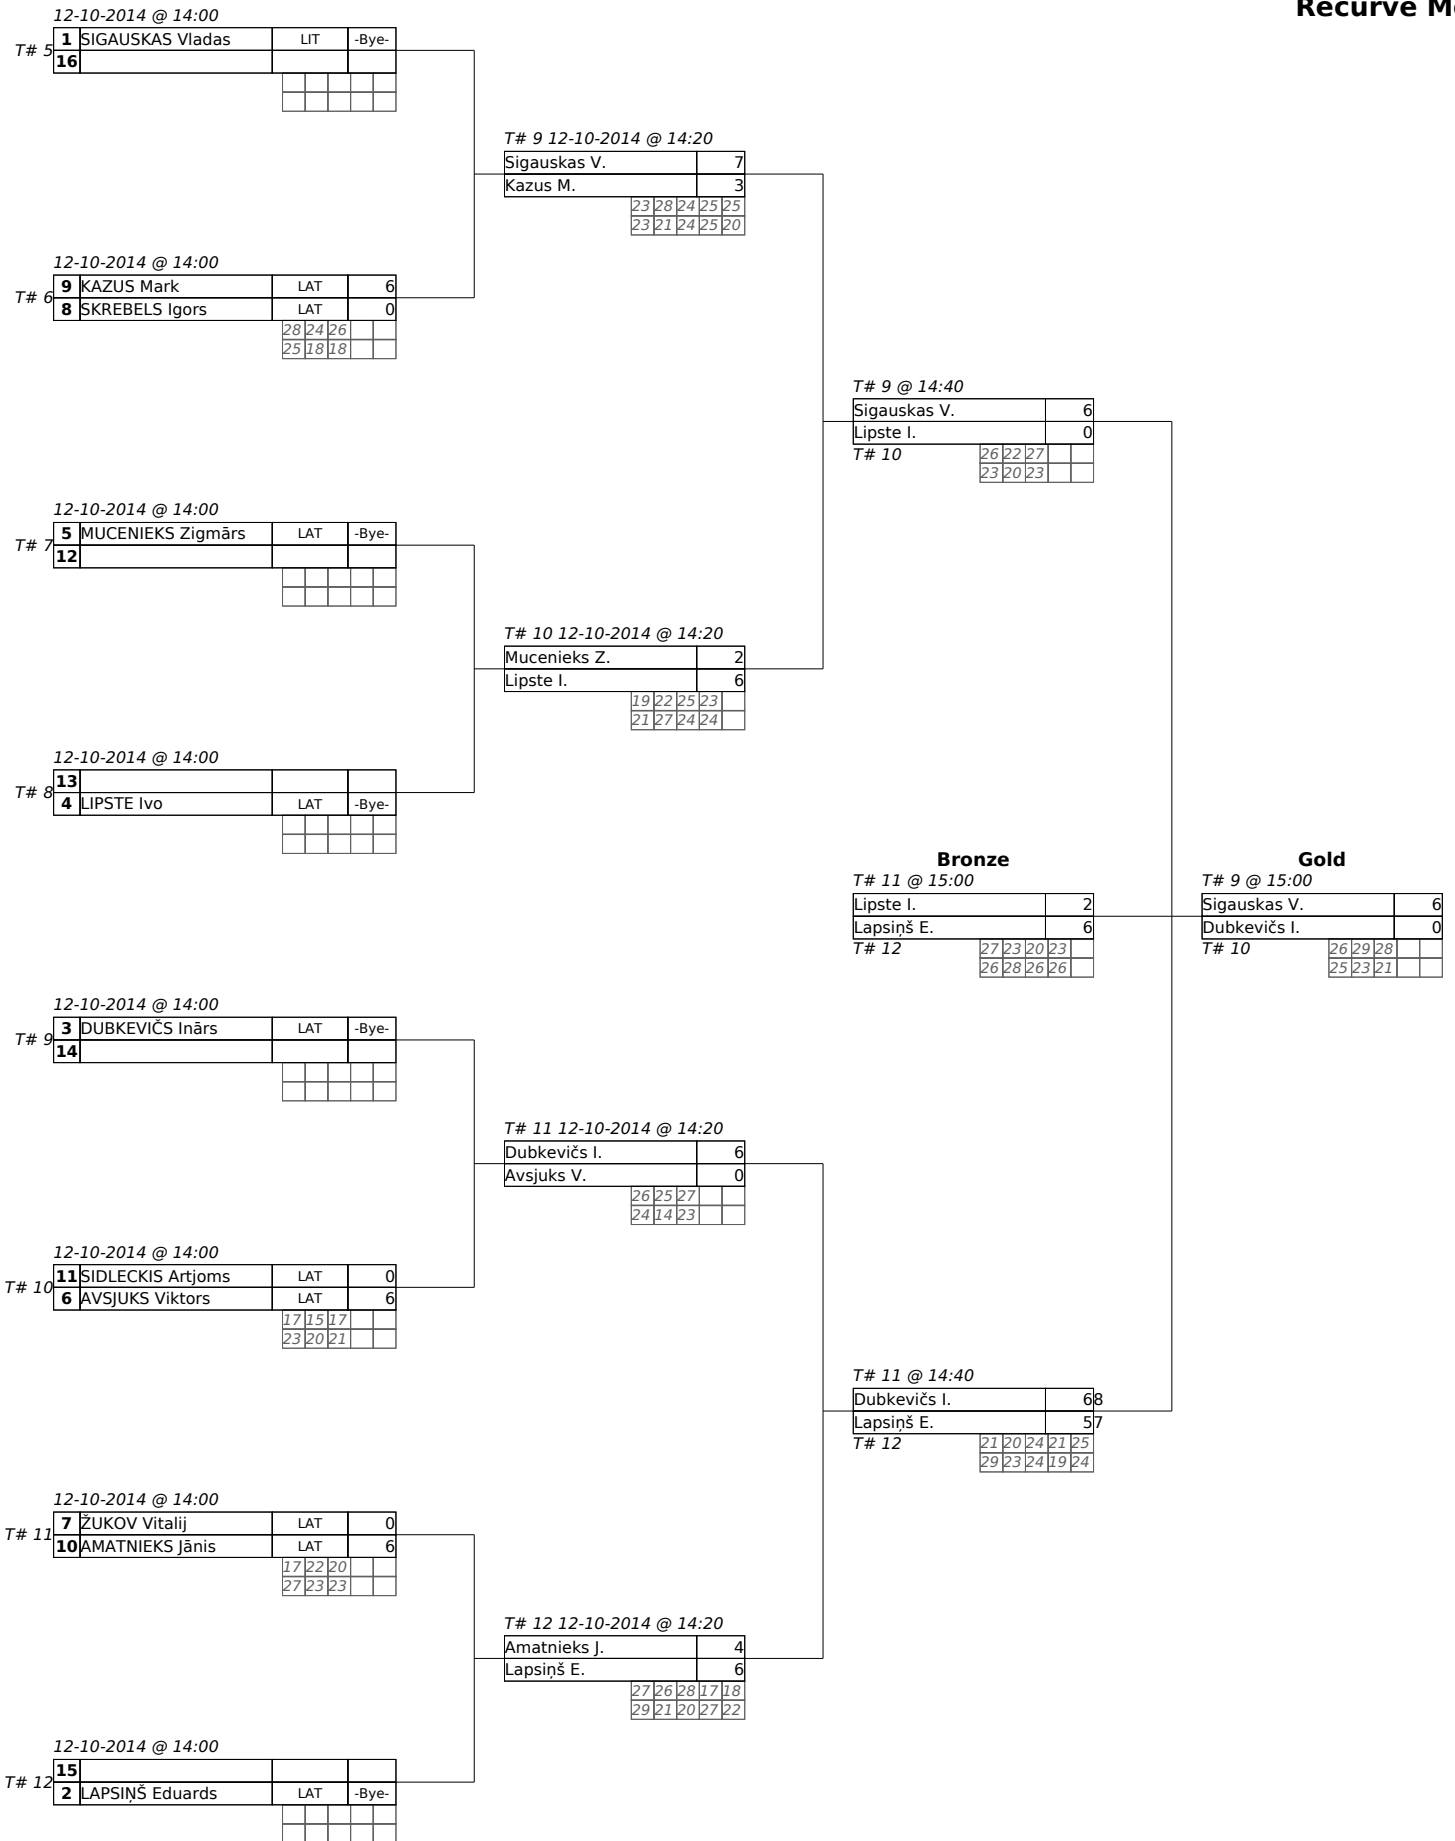 Recurve M
12-10-2014 @ 14:00
T# 5
1 SIGAUSKAS Vladas LIT -Bye-
16
T# 9 12-10-2014 @ 14:20
Sigauskas V. 7
Kazus M. 3
23 28 24 25 25
23 21 24 25 20
12-10-2014 @ 14:00
T# 6
9 KAZUS Mark LAT 6
8 SKREBELS Igors LAT 0
28 24 26
25 18 18
T# 9 @ 14:40
Sigauskas V. 6
Lipste I. 0
T# 10 26 22 27
23 20 23
12-10-2014 @ 14:00
T# 7
5 MUCENIEKS Zigmārs LAT -Bye-
12
T# 10 12-10-2014 @ 14:20
Mucenieks Z. 2
Lipste I. 6
19 22 25 23
21 27 24 24
12-10-2014 @ 14:00
T# 8
13
4 LIPSTE Ivo LAT -Bye-
Bronze
T# 11 @ 15:00
Lipste I. 2
Lapsiņš E. 6
T# 12 27 23 20 23
26 28 26 26
Gold
T# 9 @ 15:00
Sigauskas V. 6
Dubkevičs I. 0
T# 10 26 29 28
25 23 21
12-10-2014 @ 14:00
T# 9
3 DUBKEVIČS Inārs LAT -Bye-
14
T# 11 12-10-2014 @ 14:20
Dubkevičs I. 6
Avsjuks V. 0
26 25 27
24 14 23
12-10-2014 @ 14:00
T# 10
11 SIDLECKIS Artjoms LAT 0
6 AVSJUKS Viktors LAT 6
17 15 17
23 20 21
T# 11 @ 14:40
Dubkevičs I. 6 8
Lapsiņš E. 5 7
T# 12 21 20 24 21 25
29 23 24 19 24
12-10-2014 @ 14:00
T# 11
7 ŽUKOV Vitalij LAT 0
10 AMATNIEKS Jānis LAT 6
17 22 20
27 23 23
T# 12 12-10-2014 @ 14:20
Amatnieks J. 4
Lapsiņš E. 6
27 26 28 17 18
29 21 20 27 22
12-10-2014 @ 14:00
T# 12
15
2 LAPSIŅŠ Eduards LAT -Bye-